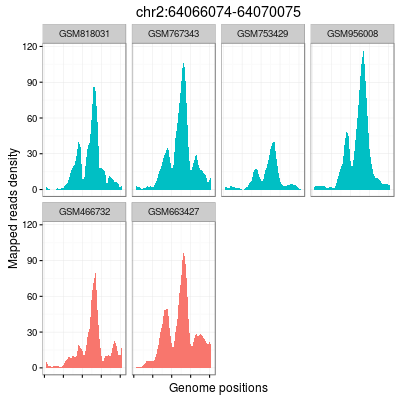 chr2:64066074-64070075
GSM818031 GSM767343 GSM753429 GSM956008
120
90
60
30
0
GSM466732 GSM663427
120
90
60
30
0
Mapped reads density
Genome positions